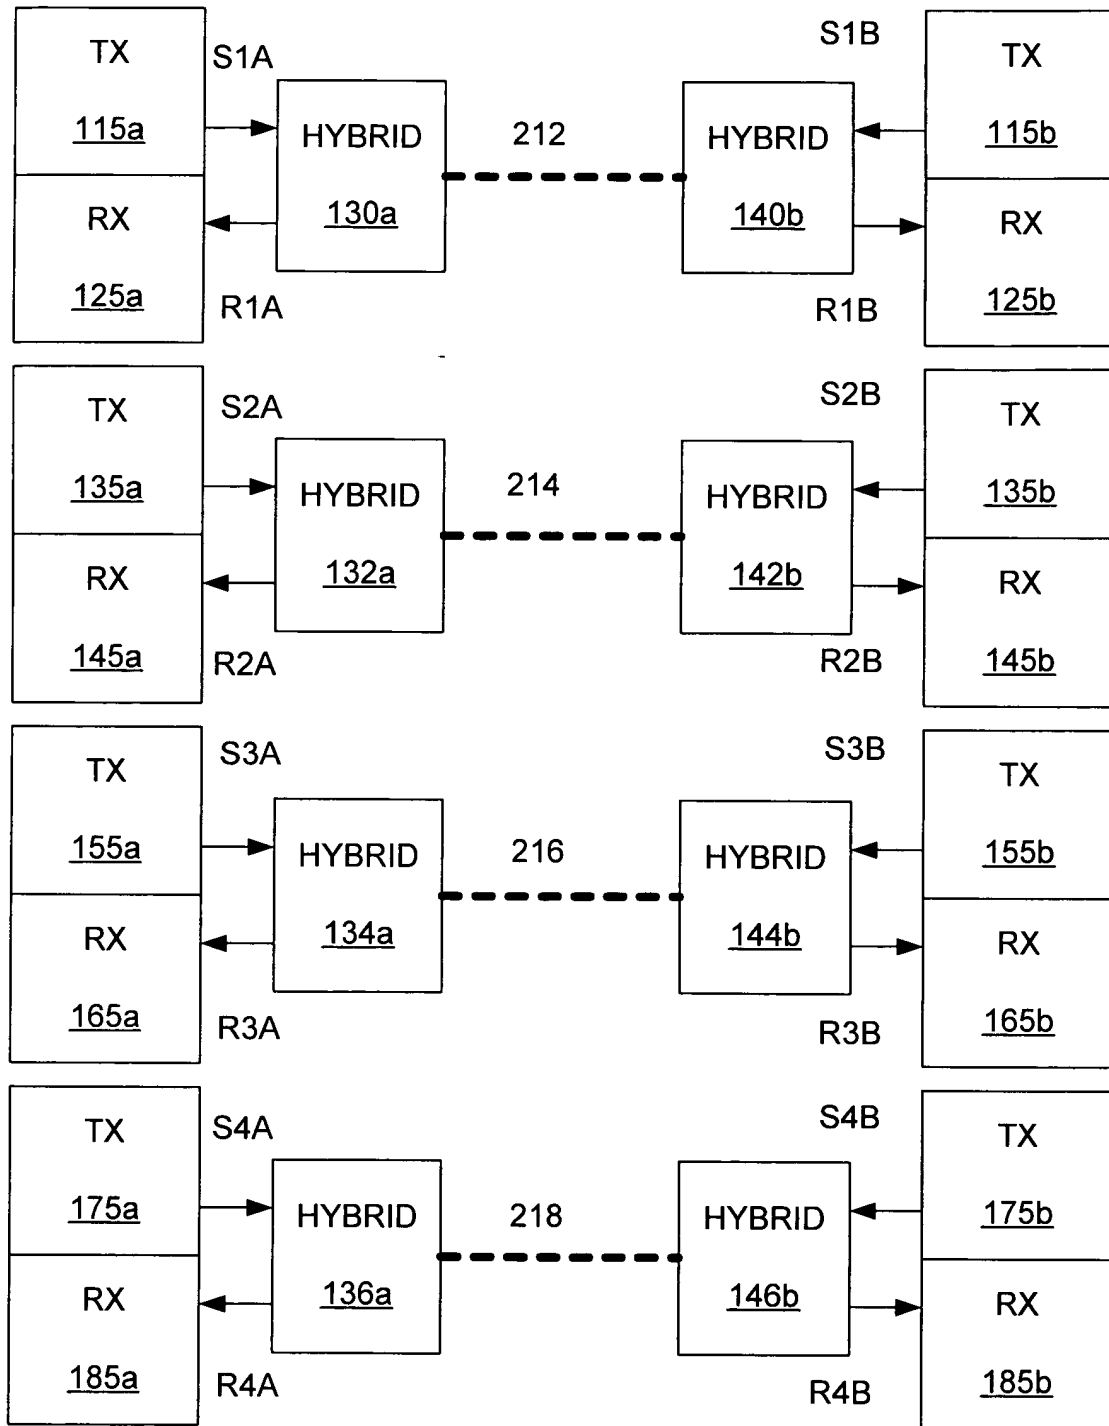 TX
115a
S1A
RX
125a
R1A
HYBRID
130a
212
HYBRID
140b
S1B
TX
115b
R1B
RX
125b
TX
135a
S2A
RX
145a
R2A
HYBRID
132a
214
HYBRID
142b
S2B
TX
135b
R2B
RX
145b
TX
155a
S3A
RX
165a
R3A
HYBRID
134a
216
HYBRID
144b
S3B
TX
155b
R3B
RX
165b
TX
175a
S4A
RX
185a
R4A
HYBRID
136a
218
HYBRID
146b
S4B
TX
175b
R4B
RX
185b